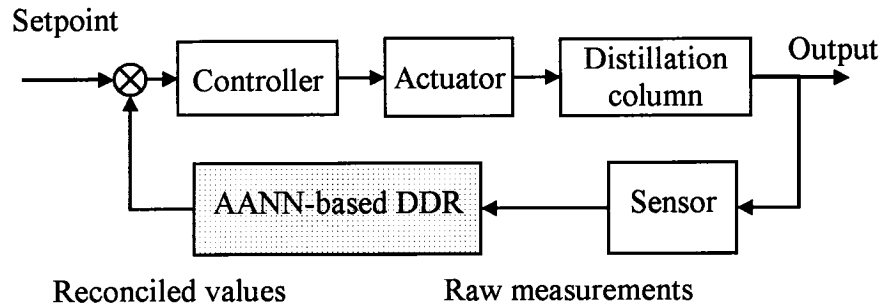 Setpoint
Controller
Actuator
Distillation
column
Output
AANN-based DDR
Sensor
Reconciled values
Raw measurements